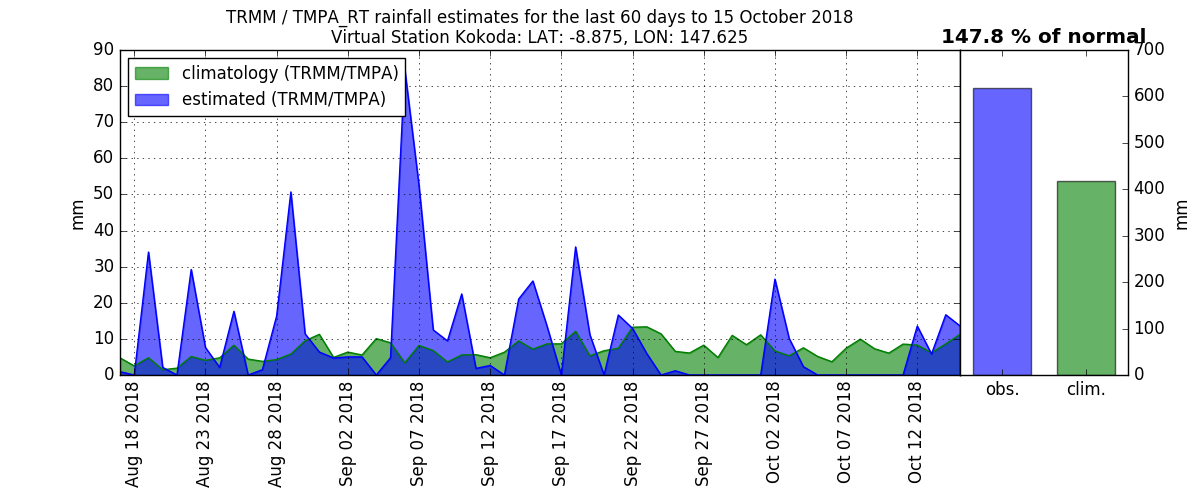 TRMM / TMPA_RT rainfall estimates for the last 60 days to 15 October 2018
Virtual Station Kokoda: LAT: -8.875, LON: 147.625
147.8 % of normal
climatology (TRMM/TMPA)
estimated (TRMM/TMPA)
90
80
70
60
50
40
30
20
10
0
mm
Aug 18 2018
Aug 23 2018
Aug 28 2018
Sep 02 2018
Sep 07 2018
Sep 12 2018
Sep 17 2018
Sep 22 2018
Sep 27 2018
Oct 02 2018
Oct 07 2018
Oct 12 2018
obs.
clim.
700
600
500
400
300
200
100
0
mm